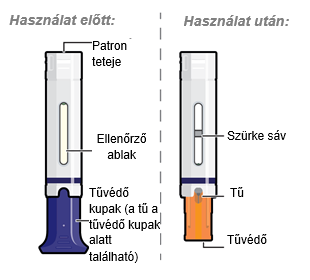 Használat előtt:
Patron
teteje
Ellenőrző
ablak
Tűvédő
kupak (a tű a
tűvédő kupak
alatt
található)
Használat után:
Szürke sáv
Tű
Tűvédő